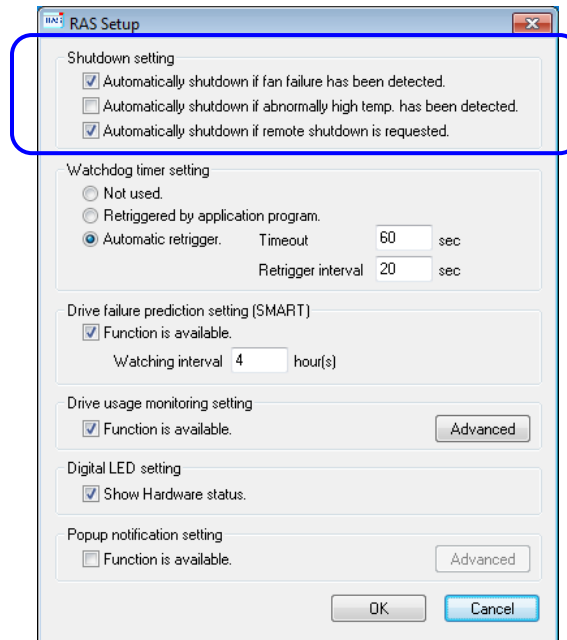 RAS Setup
Shutdown setting
Automatically shutdown if fan failure has been detected.
Automatically shutdown if abnormally high temp. has been detected.
Automatically shutdown if remote shutdown is requested.
Watchdog timer setting
Not used.
Retriggered by application program.
Automatic retrigger. Timeout 60 sec
Retrigger interval 20 sec
Drive failure prediction setting (SMART)
Function is available.
Watching interval 4 hour(s)
Drive usage monitoring setting
Function is available. Advanced
Digital LED setting
Show Hardware status.
Popup notification setting
Function is available. Advanced
OK Cancel